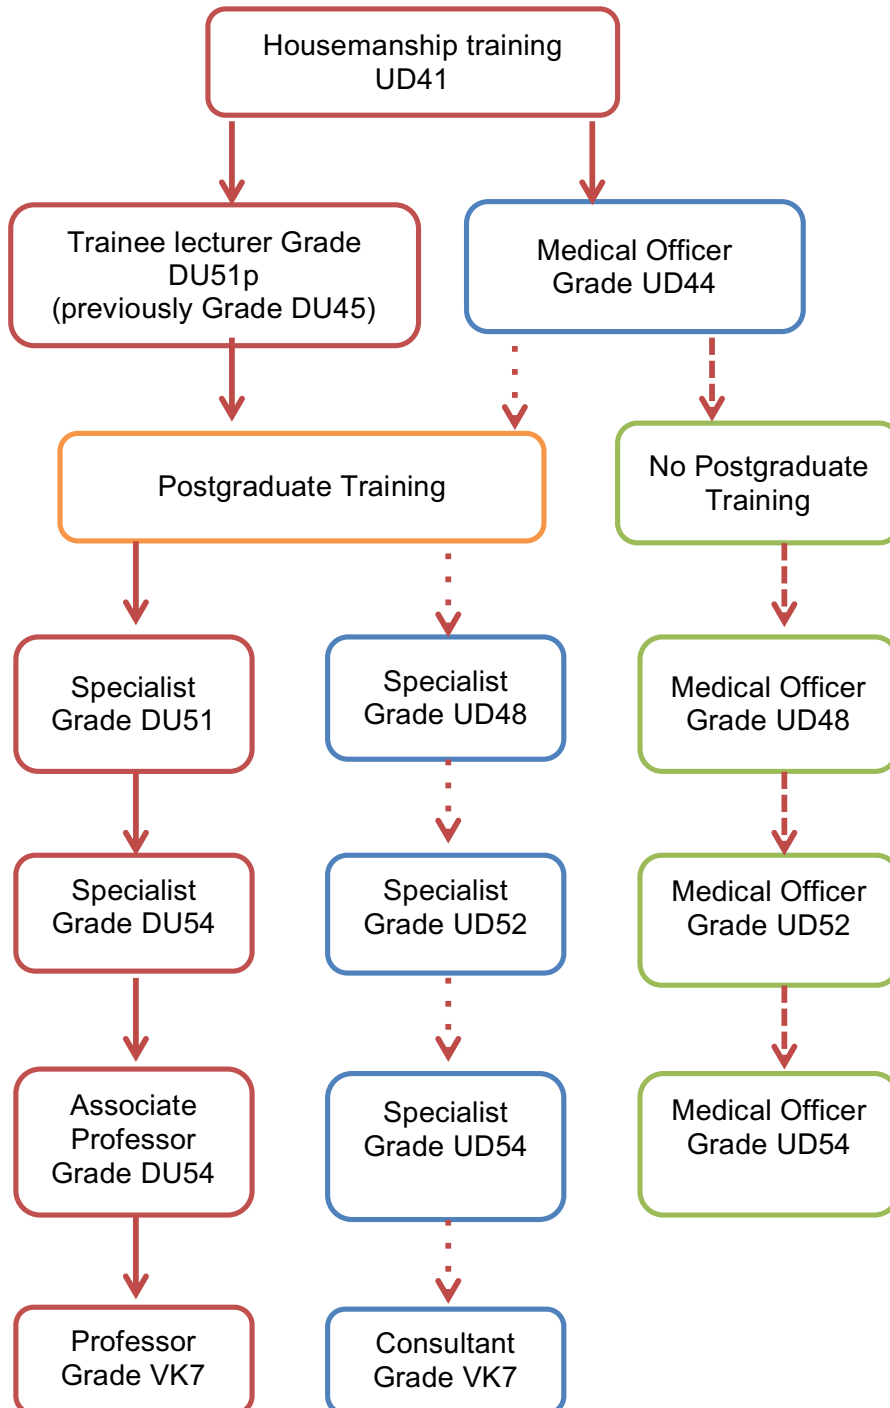 Housemanship training
UD41
Trainee lecturer Grade
DU51p
(previously Grade DU45)
Medical Officer
Grade UD44
Postgraduate Training
No Postgraduate
Training
Specialist
Grade DU51
Specialist
Grade UD48
Medical Officer
Grade UD48
Specialist
Grade DU54
Specialist
Grade UD52
Medical Officer
Grade UD52
Associate
Professor
Grade DU54
Specialist
Grade UD54
Medical Officer
Grade UD54
Professor
Grade VK7
Consultant
Grade VK7